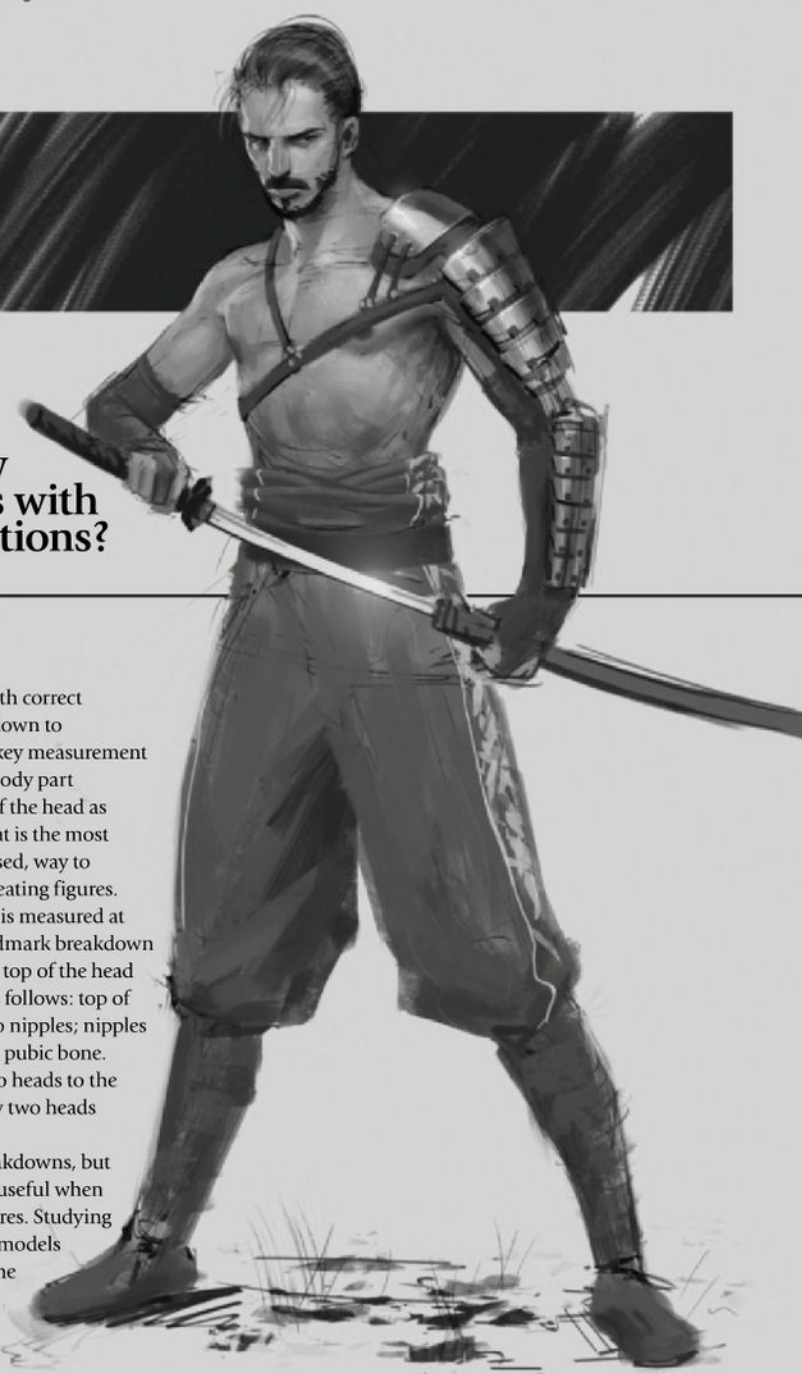 s with
tions?
th correct
own to
key measurement
ody part
f the head as
t is the most
sed, way to
eating figures.
is measured at
dmark breakdown
top of the head
follows: top of
o nipples; nipples
pubic bone.
o heads to the
y two heads
akdowns, but
useful when
res. Studying
models
ne